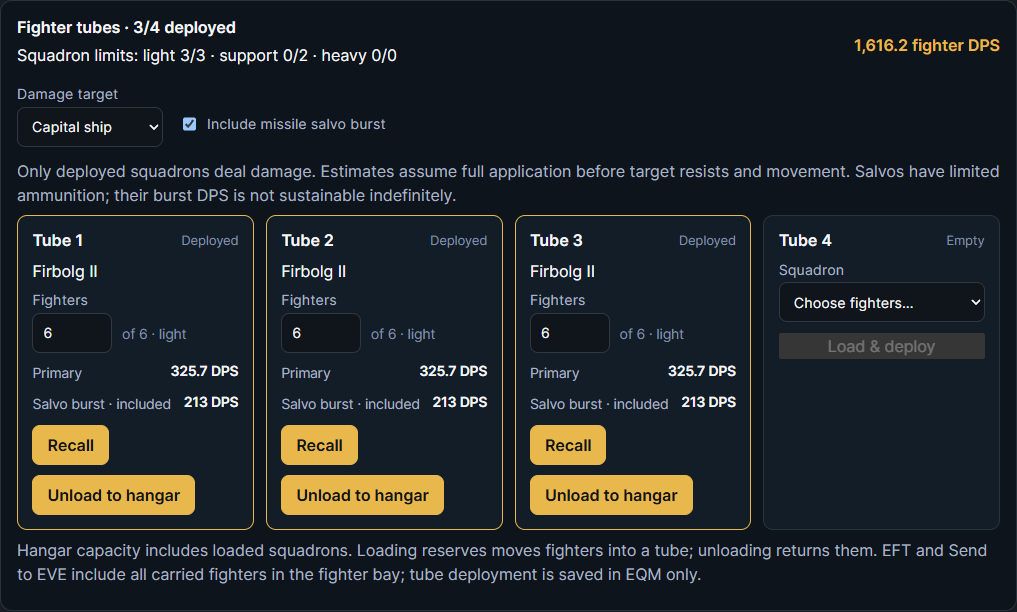 Fighter tubes · 3/4 deployed
Squadron limits: light 3/3 · support 0/2 · heavy 0/0
1,616.2 fighter DPS
Damage target
Capital ship
Include missile salvo burst
Only deployed squadrons deal damage. Estimates assume full application before target resists and movement. Salvos have limited
ammunition; their burst DPS is not sustainable indefinitely.
Tube 1 Deployed
Firbolg II
Fighters
6 of 6 · light
Primary 325.7 DPS
Salvo burst · included 213 DPS
Recall
Unload to hangar
Tube 2 Deployed
Firbolg II
Fighters
6 of 6 · light
Primary 325.7 DPS
Salvo burst · included 213 DPS
Recall
Unload to hangar
Tube 3 Deployed
Firbolg II
Fighters
6 of 6 · light
Primary 325.7 DPS
Salvo burst · included 213 DPS
Recall
Unload to hangar
Tube 4 Empty
Squadron
Choose fighters...
Load & deploy
Hangar capacity includes loaded squadrons. Loading reserves moves fighters into a tube; unloading returns them. EFT and Send
to EVE include all carried fighters in the fighter bay; tube deployment is saved in EQM only.